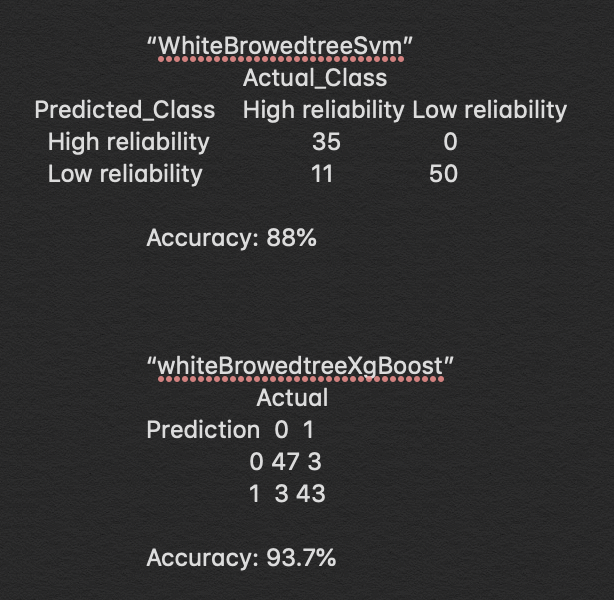 “WhiteBrowedtreeSvm”
Actual_Class
Predicted_Class High reliability Low reliability
High reliability 35 0
Low reliability 11 50
Accuracy: 88%
“whiteBrowedtreeXgBoost”
Actual
Prediction 0 1
0 47 3
1 3 43
Accuracy: 93.7%